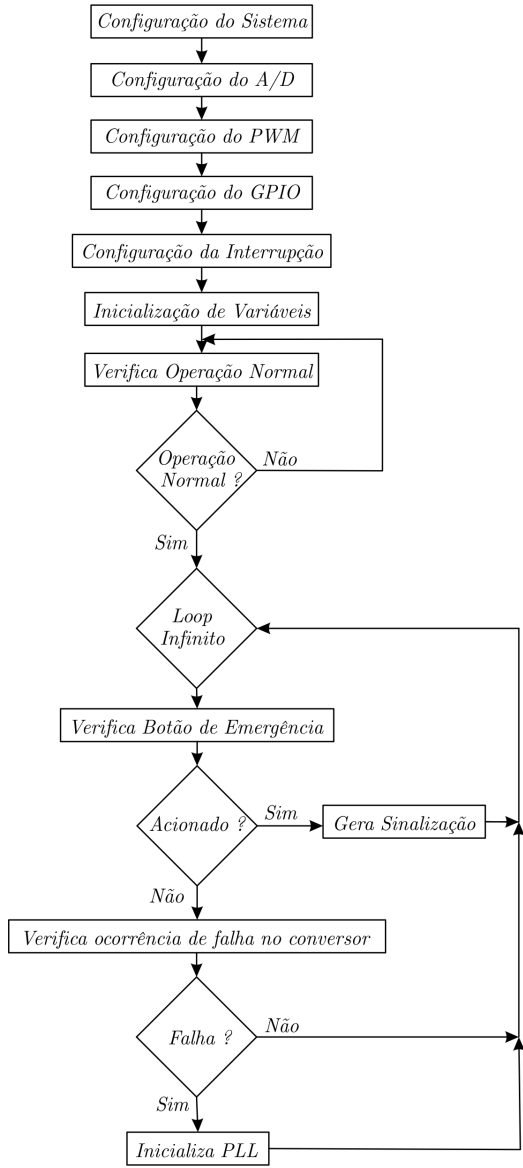 Configuração do Sistema
Configuração do A/D
Configuração do PWM
Configuração do GPIO
Configuração da Interrupção
Inicialização de Variáveis
Verifica Operação Normal
Operação
Normal ?
Não
Sim
Loop
Infinito
Verifica Botão de Emergência
Acionado ?
Sim
Gera Sinalização
Não
Verifica ocorrência de falha no conversor
Falha ?
Não
Sim
Inicializa PLL